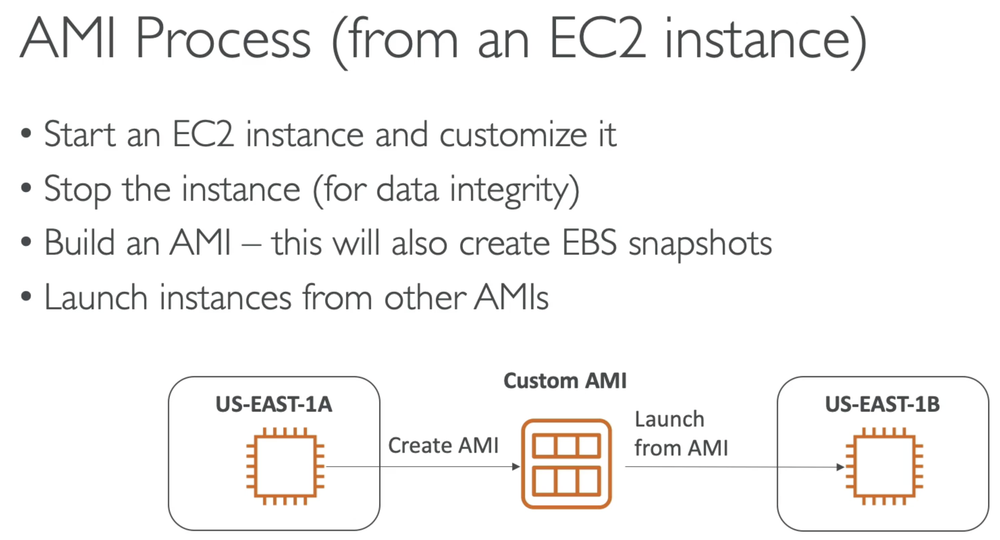 AMI Process (from an EC2 instance)
• Start an EC2 instance and customize it
• Stop the instance (for data integrity)
• Build an AMI – this will also create EBS snapshots
• Launch instances from other AMIs
US-EAST-1A
Create AMI
Custom AMI
Launch
from AMI
US-EAST-1B